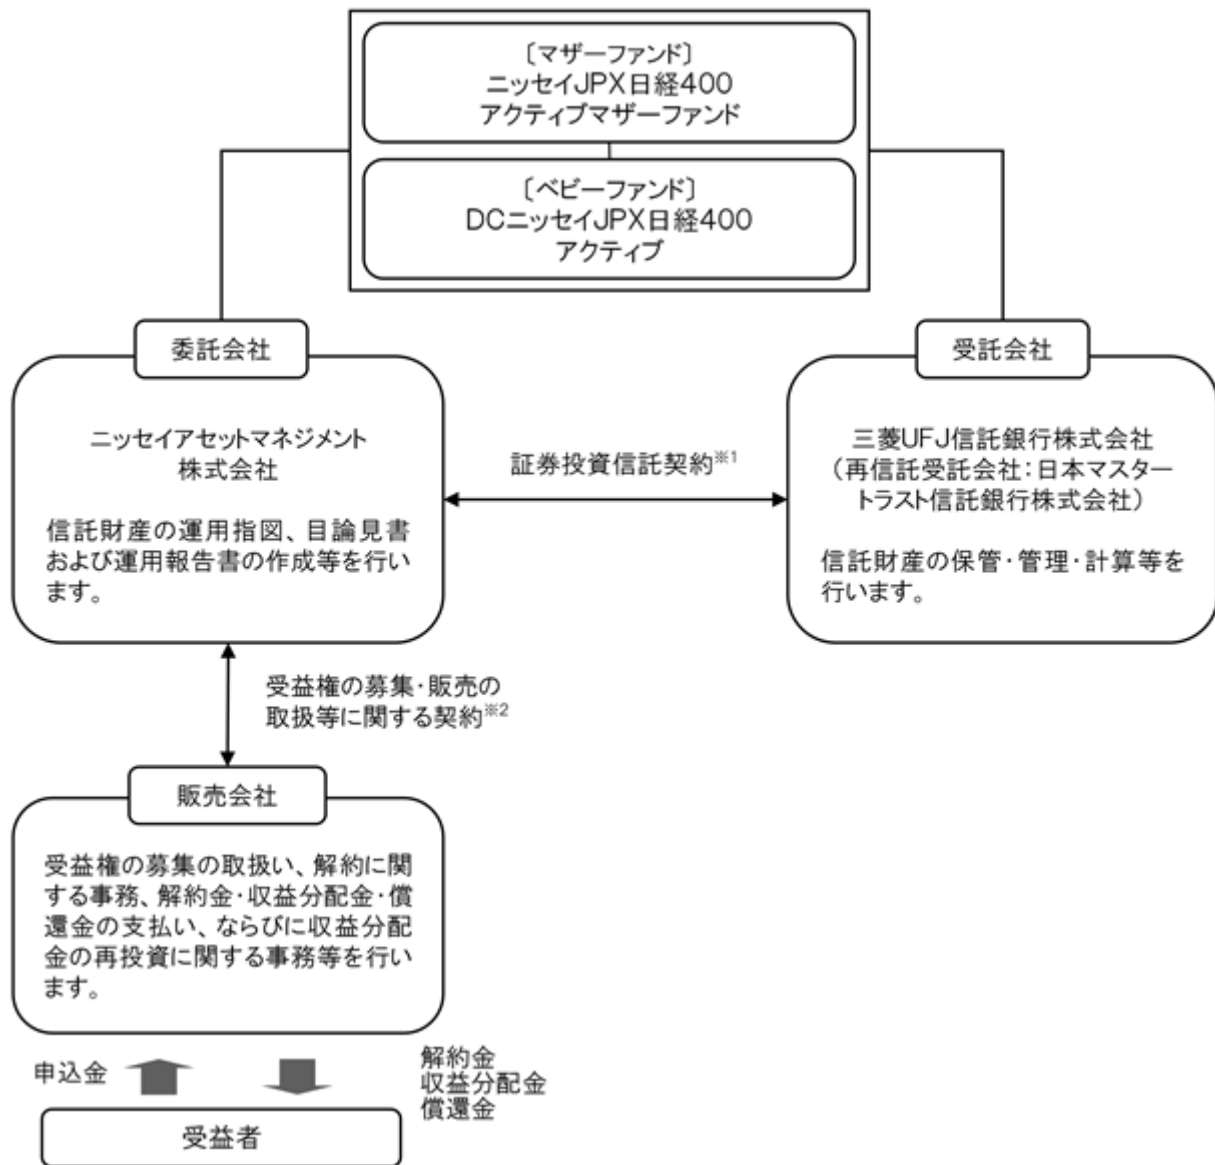 〔マザーファンド〕
ニッセイJPX日経400
アクティブマザーファンド
〔ベビーファンド〕
DCニッセイJPX日経400
アクティブ
委託会社
ニッセイアセットマネジメント
株式会社
信託財産の運用指図、目論見書
および運用報告書の作成等を行い
ます。
証券投資信託契約※1
受託会社
三菱UFJ信託銀行株式会社
（再信託受託会社：日本マスター
トラスト信託銀行株式会社）
信託財産の保管・管理・計算等を
行います。
受益権の募集・販売の
取扱等に関する契約※2
販売会社
受益権の募集の取扱い、解約に関
する事務、解約金・収益分配金・償
還金の支払い、ならびに収益分配
金の再投資に関する事務等を行い
ます。
申込金
解約金
収益分配金
償還金
受益者